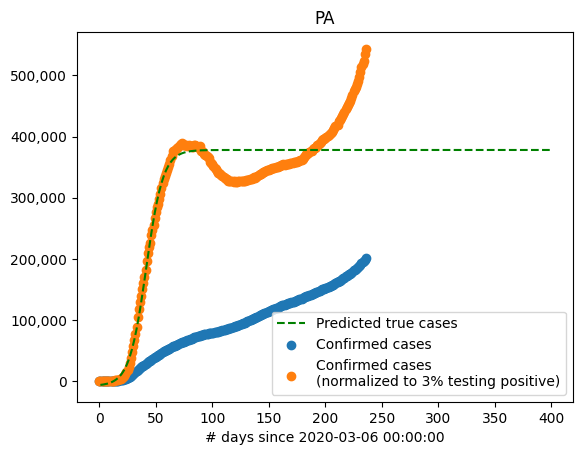 PA
500,000
400,000
300,000
200,000
100,000
0
Predicted true cases
Confirmed cases
Confirmed cases
(normalized to 3% testing positive)
0 50 100 150 200 250 300 350 400
# days since 2020-03-06 00:00:00